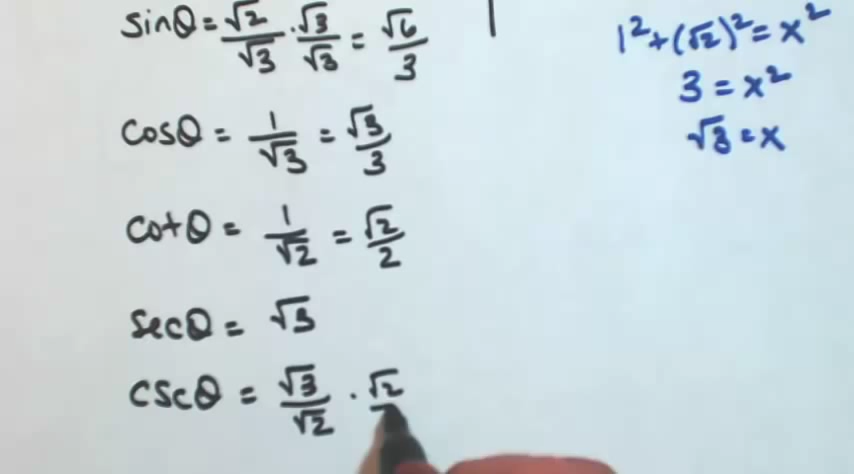 sinθ = √2/√3 · √3/√3 = √6/3
1² + (√2)² = x²
3 = x²
√3 = x
cosθ = 1/√3 = √3/3
cotθ = 1/√2 = √2/2
secθ = √3
cscθ = √3/√2 · √2